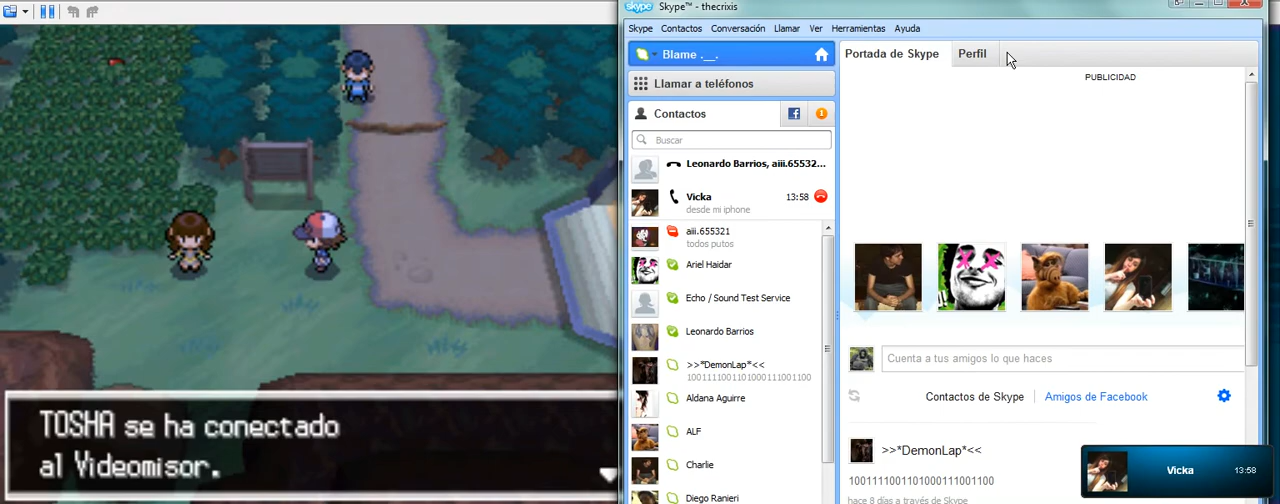 TOSHA se ha conectado
al Videomisor.
skype Skype™ - thecrixis
Skype Contactos Conversación Llamar Ver Herramientas Ayuda
Blame .__.
Llamar a teléfonos
Contactos 1
Buscar
Leonardo Barrios, aiii.65532...
Vicka 13:58
desde mi iphone
aiii.655321
todos putos
Ariel Haidar
Echo / Sound Test Service
Leonardo Barrios
>>*DemonLap*<<
1001111001101000111001100
Aldana Aguirre
ALF
Charlie
Diego Ranieri
Portada de Skype Perfil
PUBLICIDAD
Cuenta a tus amigos lo que haces
Contactos de Skype Amigos de Facebook
>>*DemonLap*<<
1001111001101000111001100
hace 8 días a través de Skype
Vicka 13:58